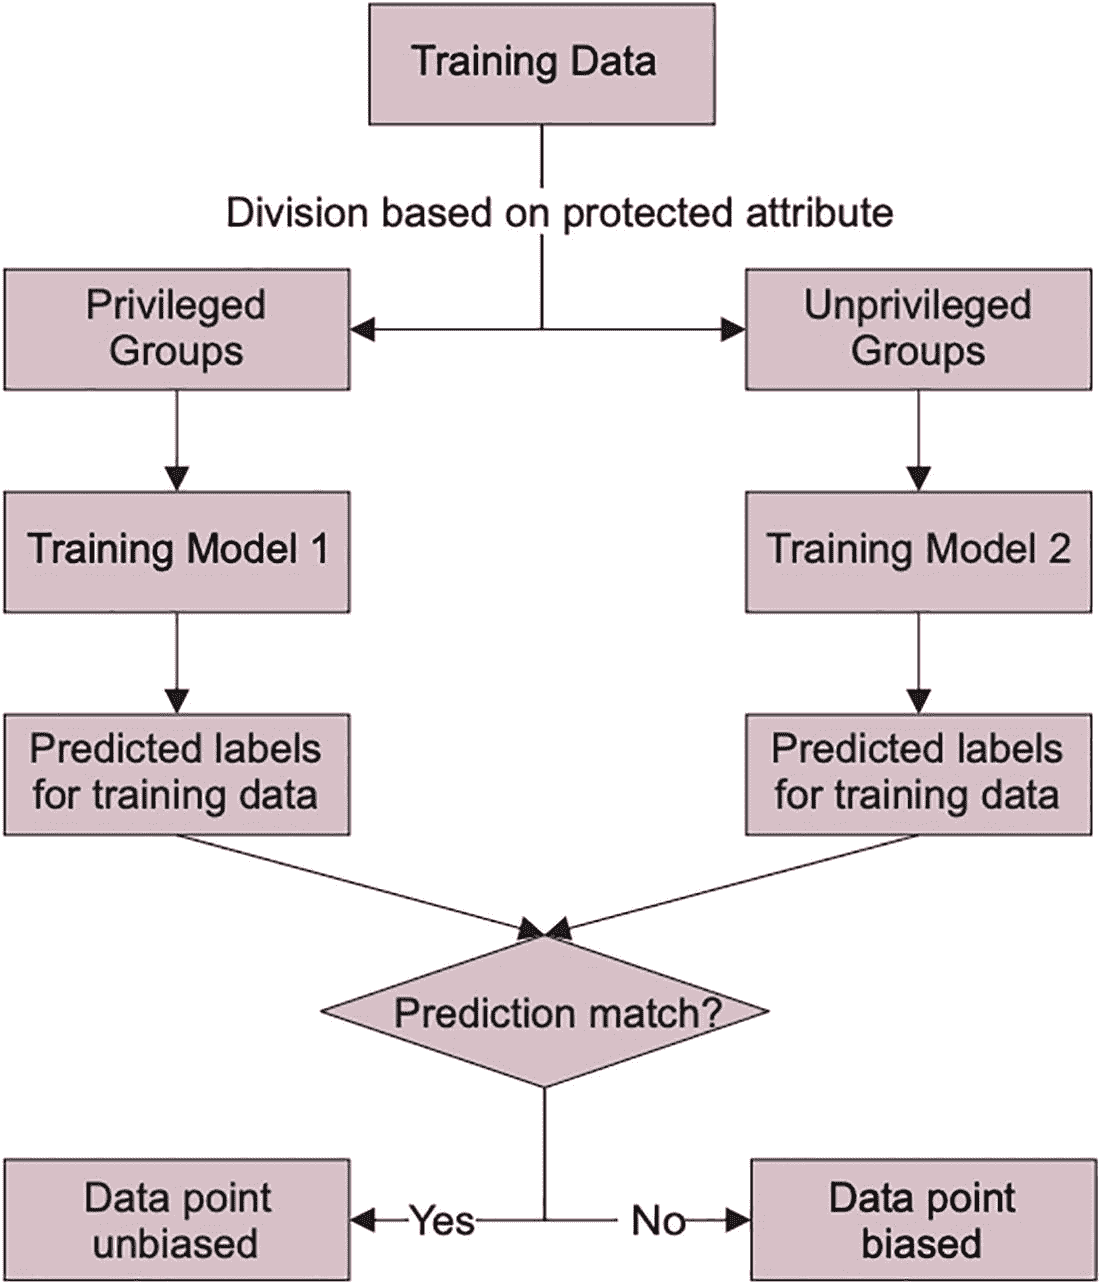 Training Data
Division based on protected attribute
Privileged
Groups
Unprivileged
Groups
Training Model 1
Training Model 2
Predicted labels
for training data
Predicted labels
for training data
Prediction match?
Data point
unbiased
Yes
No
Data point
biased